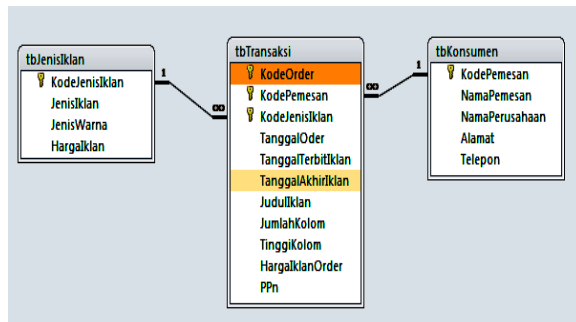 tbJenisIklan
KodeJenisIklan
JenisIklan
JenisWarna
HargaIklan
1
∞
tbTransaksi
KodeOrder
KodePemesan
KodeJenisIklan
TanggalOder
TanggalTerbitIklan
TanggalAkhirIklan
JudulIklan
JumlahKolom
TinggiKolom
HargaIklanOrder
PPn
∞
1
tbKonsumen
KodePemesan
NamaPemesan
NamaPerusahaan
Alamat
Telepon